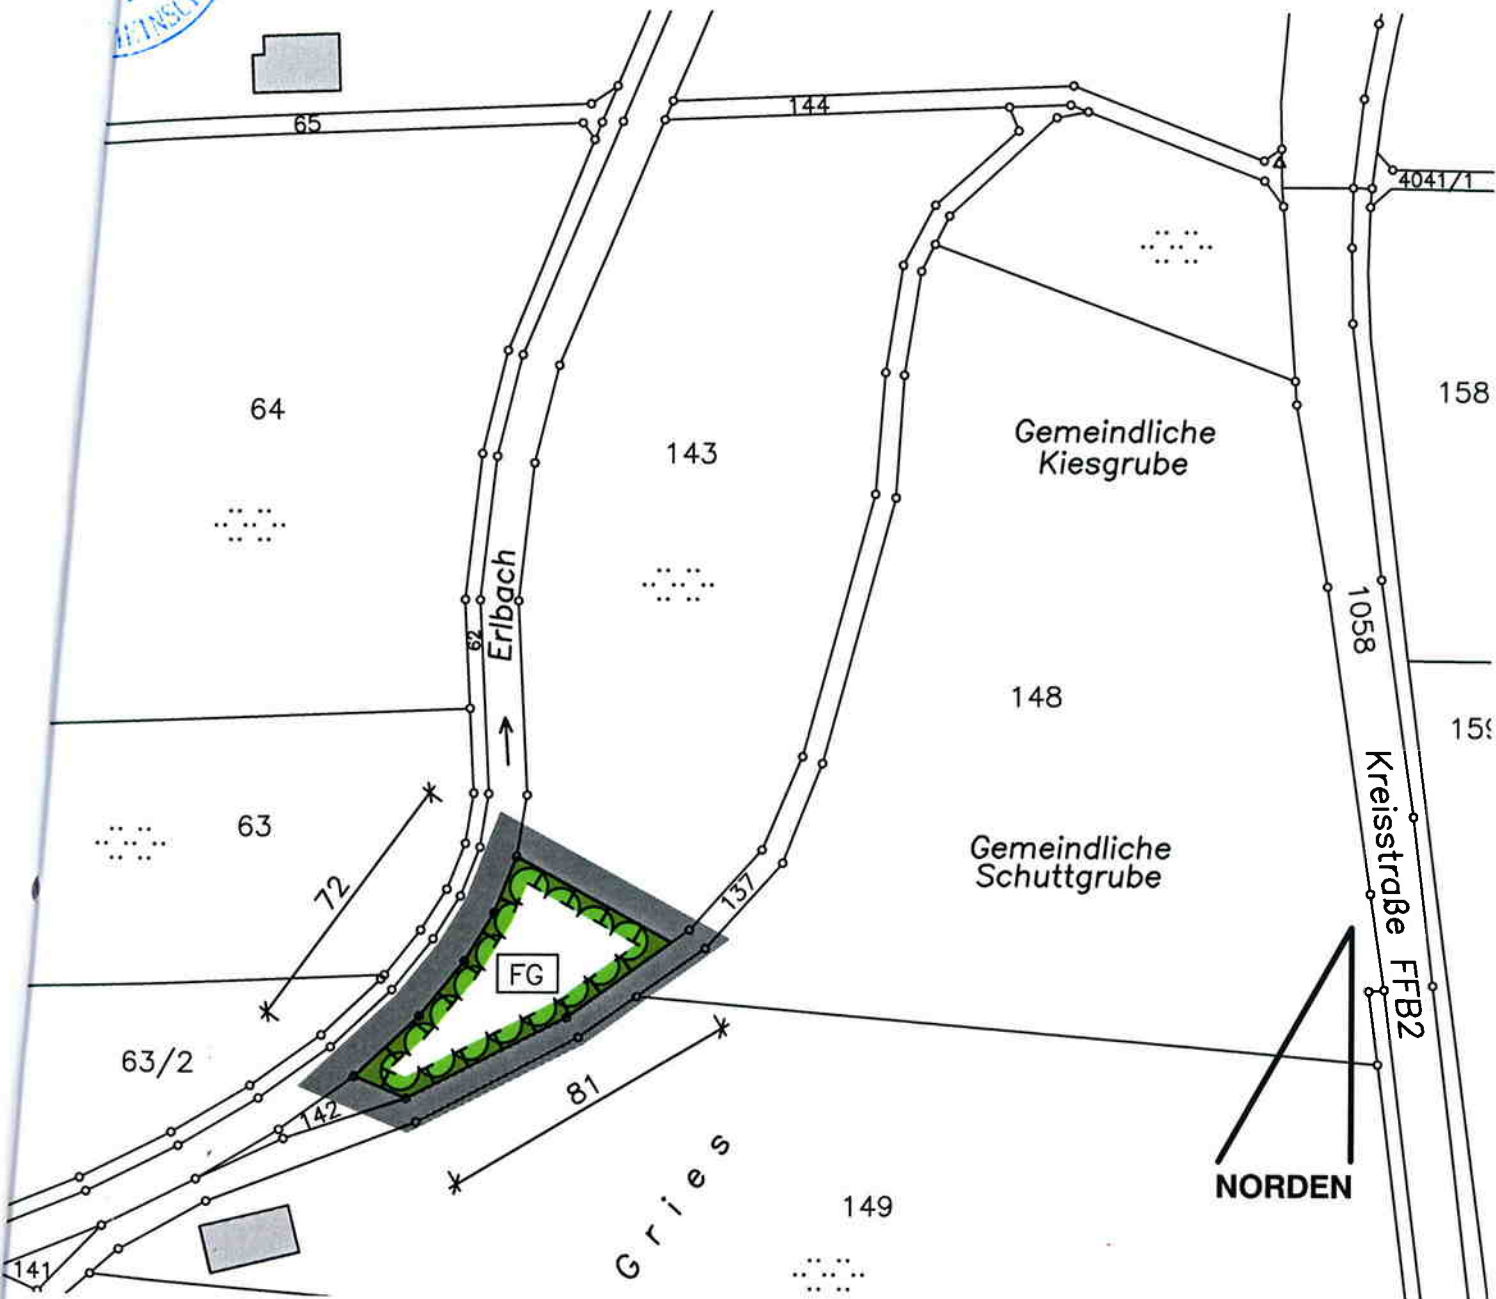 65
144
4041/1
64
143
158
Gemeindliche
Kiesgrube
62
Erlbach
1058
148
63
72
Gemeindliche
Schuttgrube
137
Kreisstraße FFB2
FG
63/2
142
81
NORDEN
Gries
149
141